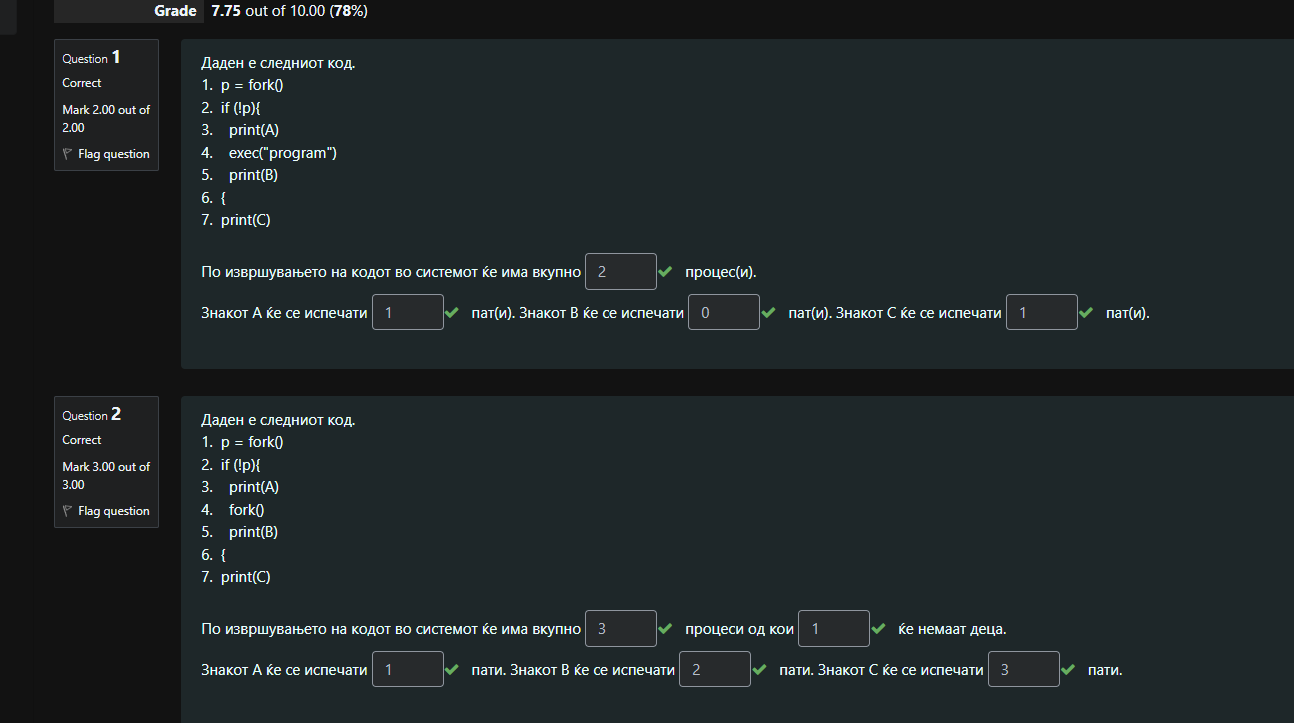 Grade 7.75 out of 10.00 (78%)
Question 1
Correct
Mark 2.00 out of
2.00
Flag question
Даден е следниот код.
1. p = fork()
2. if (!p){
3. print(A)
4. exec("program")
5. print(B)
6. {
7. print(C)
По извршувањето на кодот во системот ќе има вкупно 2 процес(и).
Знакот А ќе се испечати 1 пат(и). Знакот B ќе се испечати 0 пат(и). Знакот C ќе се испечати 1 пат(и).
Question 2
Correct
Mark 3.00 out of
3.00
Flag question
Даден е следниот код.
1. p = fork()
2. if (!p){
3. print(A)
4. fork()
5. print(B)
6. {
7. print(C)
По извршувањето на кодот во системот ќе има вкупно 3 процеси од кои 1 ќе немаат деца.
Знакот А ќе се испечати 1 пати. Знакот B ќе се испечати 2 пати. Знакот C ќе се испечати 3 пати.